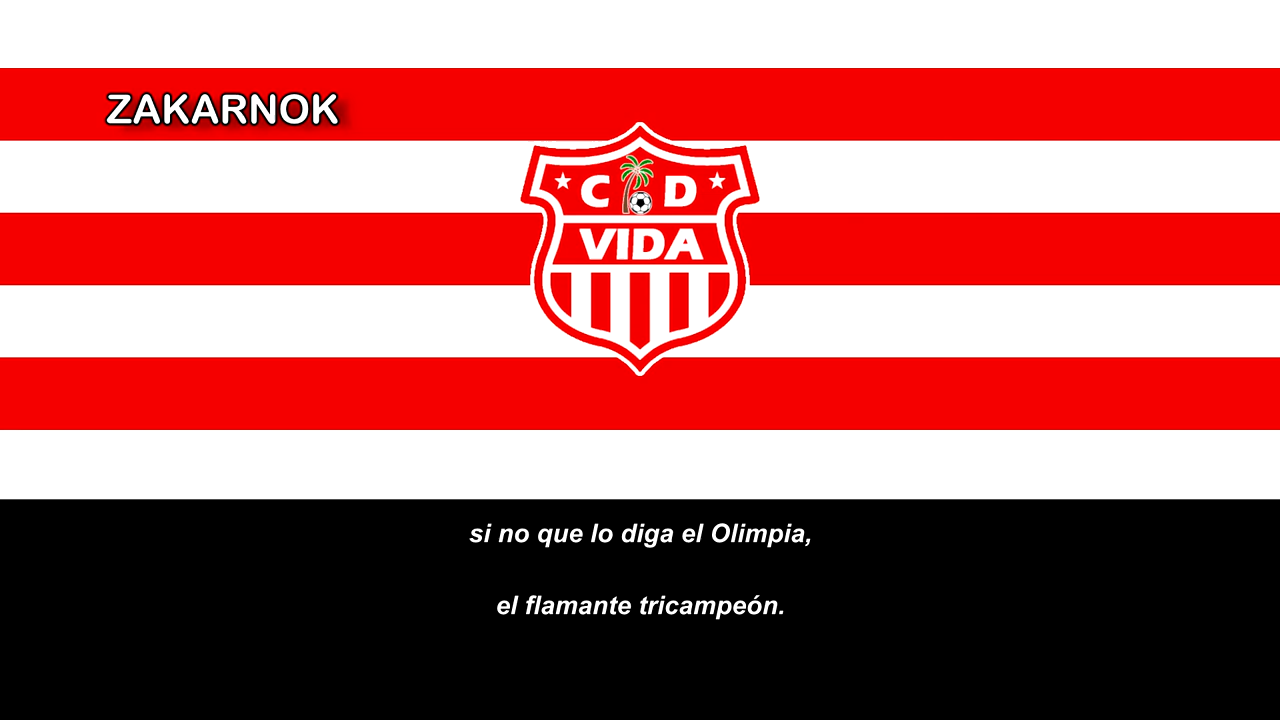 ZAKARNOK
C D
VIDA
si no que lo diga el Olimpia,
el flamante tricampeón.